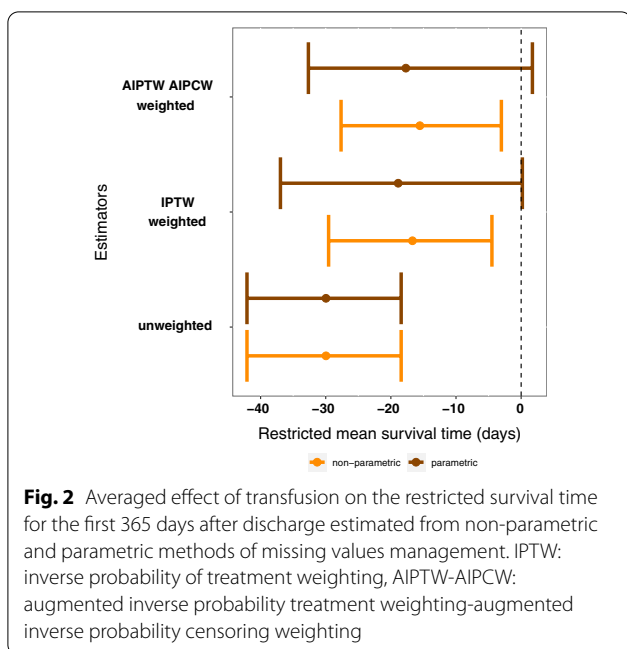 AIPTW AIPCW
weighted
IPTW
weighted
unweighted
Estimators
−40 −30 −20 −10 0
Restricted mean survival time (days)
non−parametric parametric
Fig. 2 Averaged effect of transfusion on the restricted survival time
for the first 365 days after discharge estimated from non-parametric
and parametric methods of missing values management. IPTW:
inverse probability of treatment weighting, AIPTW-AIPCW:
augmented inverse probability treatment weighting-augmented
inverse probability censoring weighting